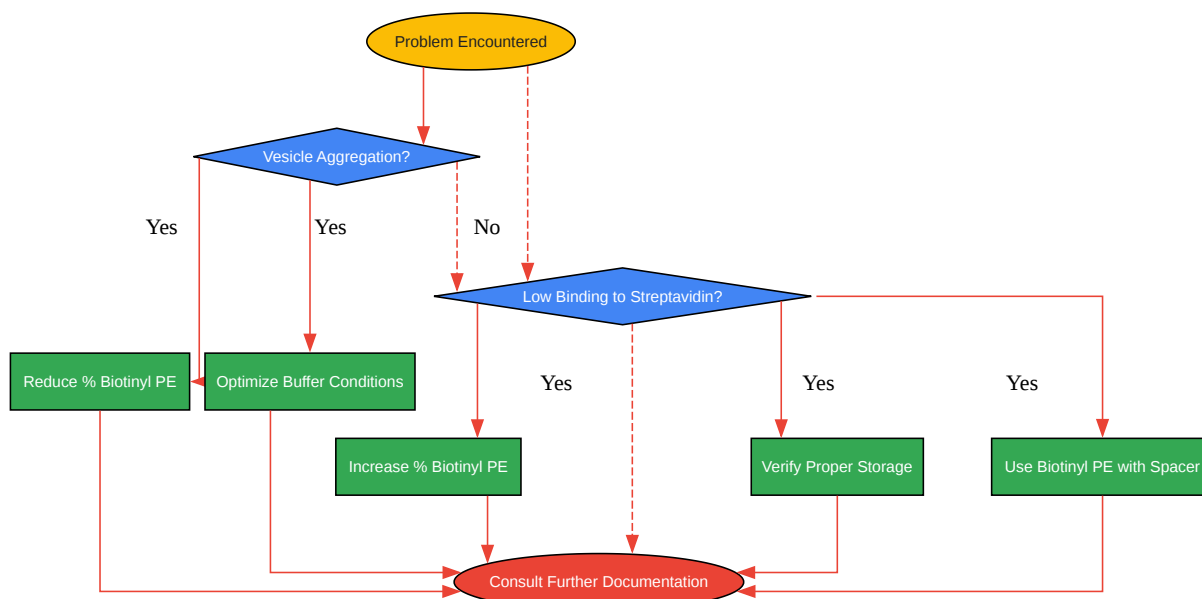 Problem Encountered
Vesicle Aggregation?
Yes
Yes
No
Low Binding to Streptavidin?
Reduce % Biotinyl PE
Optimize Buffer Conditions
Yes
Yes
Yes
Increase % Biotinyl PE
Verify Proper Storage
Use Biotinyl PE with Spacer
Consult Further Documentation